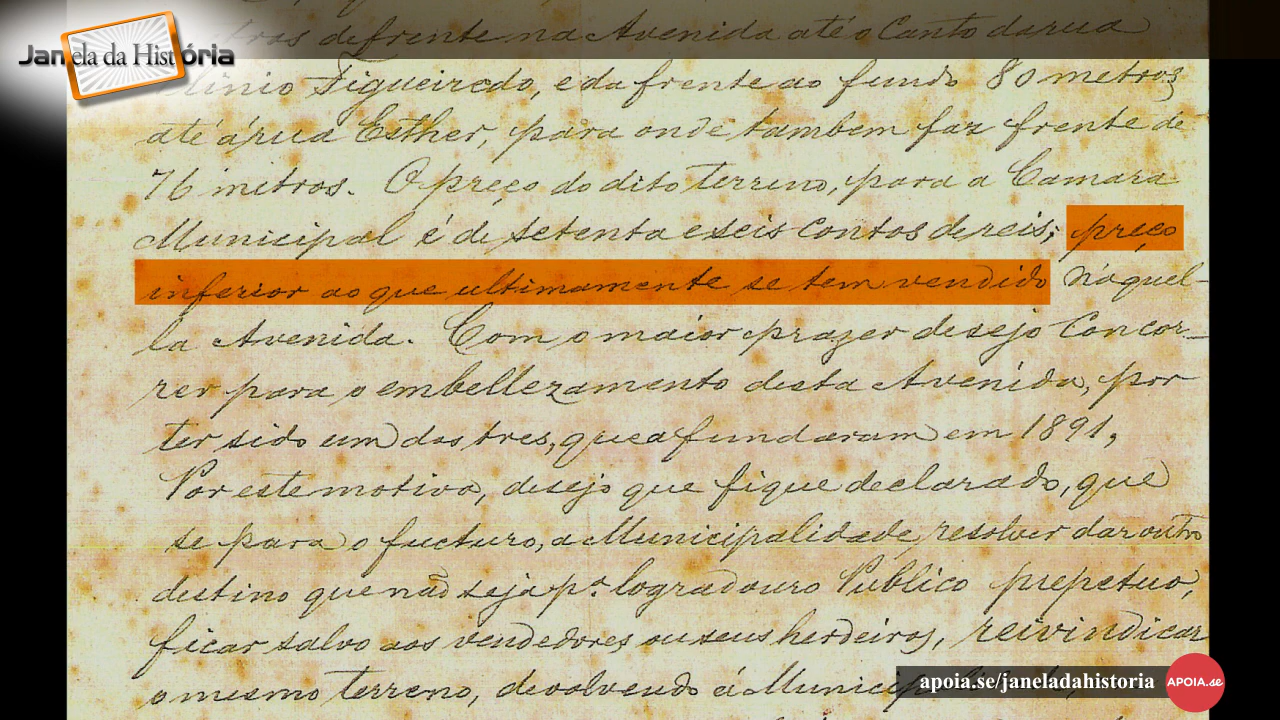 Janela da História
de frente na Avenida até o Canto da rua
Figueiredo, e da frente ao fundo 80 metros
até á rua Esther, para onde tambem faz frente de
76 metros. O preço do dito terreno, para a Camara
Municipal é de setenta e seis contos de reis; preço
inferior ao que ultimamente se tem vendido náquel-
la Avenida. Com o maior prazer desejo concor-
rer para o embellezamento desta Avenida, por
ter sido um dos tres, que a fundaram em 1891,
Por este motivo, desejo que fique declarado, que
se para o fucturo, a Municipalidade, resolver dar outro
destino que não seja pª. logradouro Publico prepetuo,
ficar salvo aos vendedores ou seus herdeiros, reivindicar
o mesmo terreno, devolvendo á
apoia.se/janeladahistoria
APOIA.se